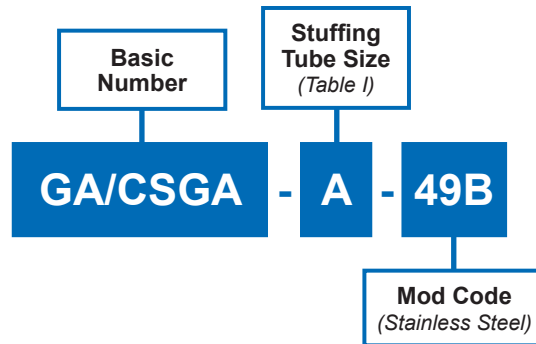 Basic
Number
Stuffing
Tube Size
(Table I)
GA/CSGA - A - 49B
Mod Code
(Stainless Steel)